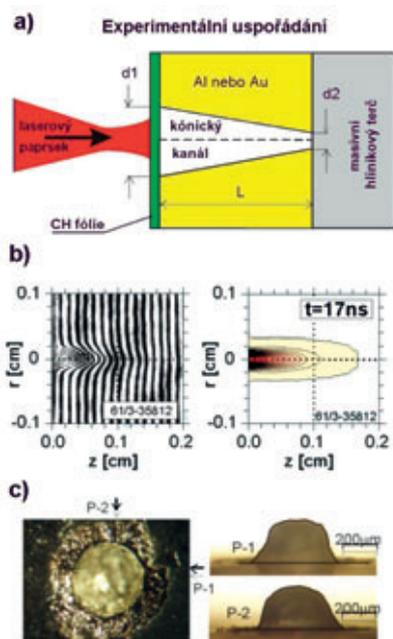 a)
Experimentální uspořádání
d1
Al nebo Au
d2
laserový
paprsek
kónický
kanál
L
CH fólie
masivní
hliníkový terč
b)
0.1
0
-0.1
r [cm]
0
0.1
0.2
z [cm]
61/3-35812
t=17ns
0.1
0
-0.1
r [cm]
0
0.1
0.2
z [cm]
61/3-35812
c)
P-2
P-1
P-1
200µm
P-2
200µm